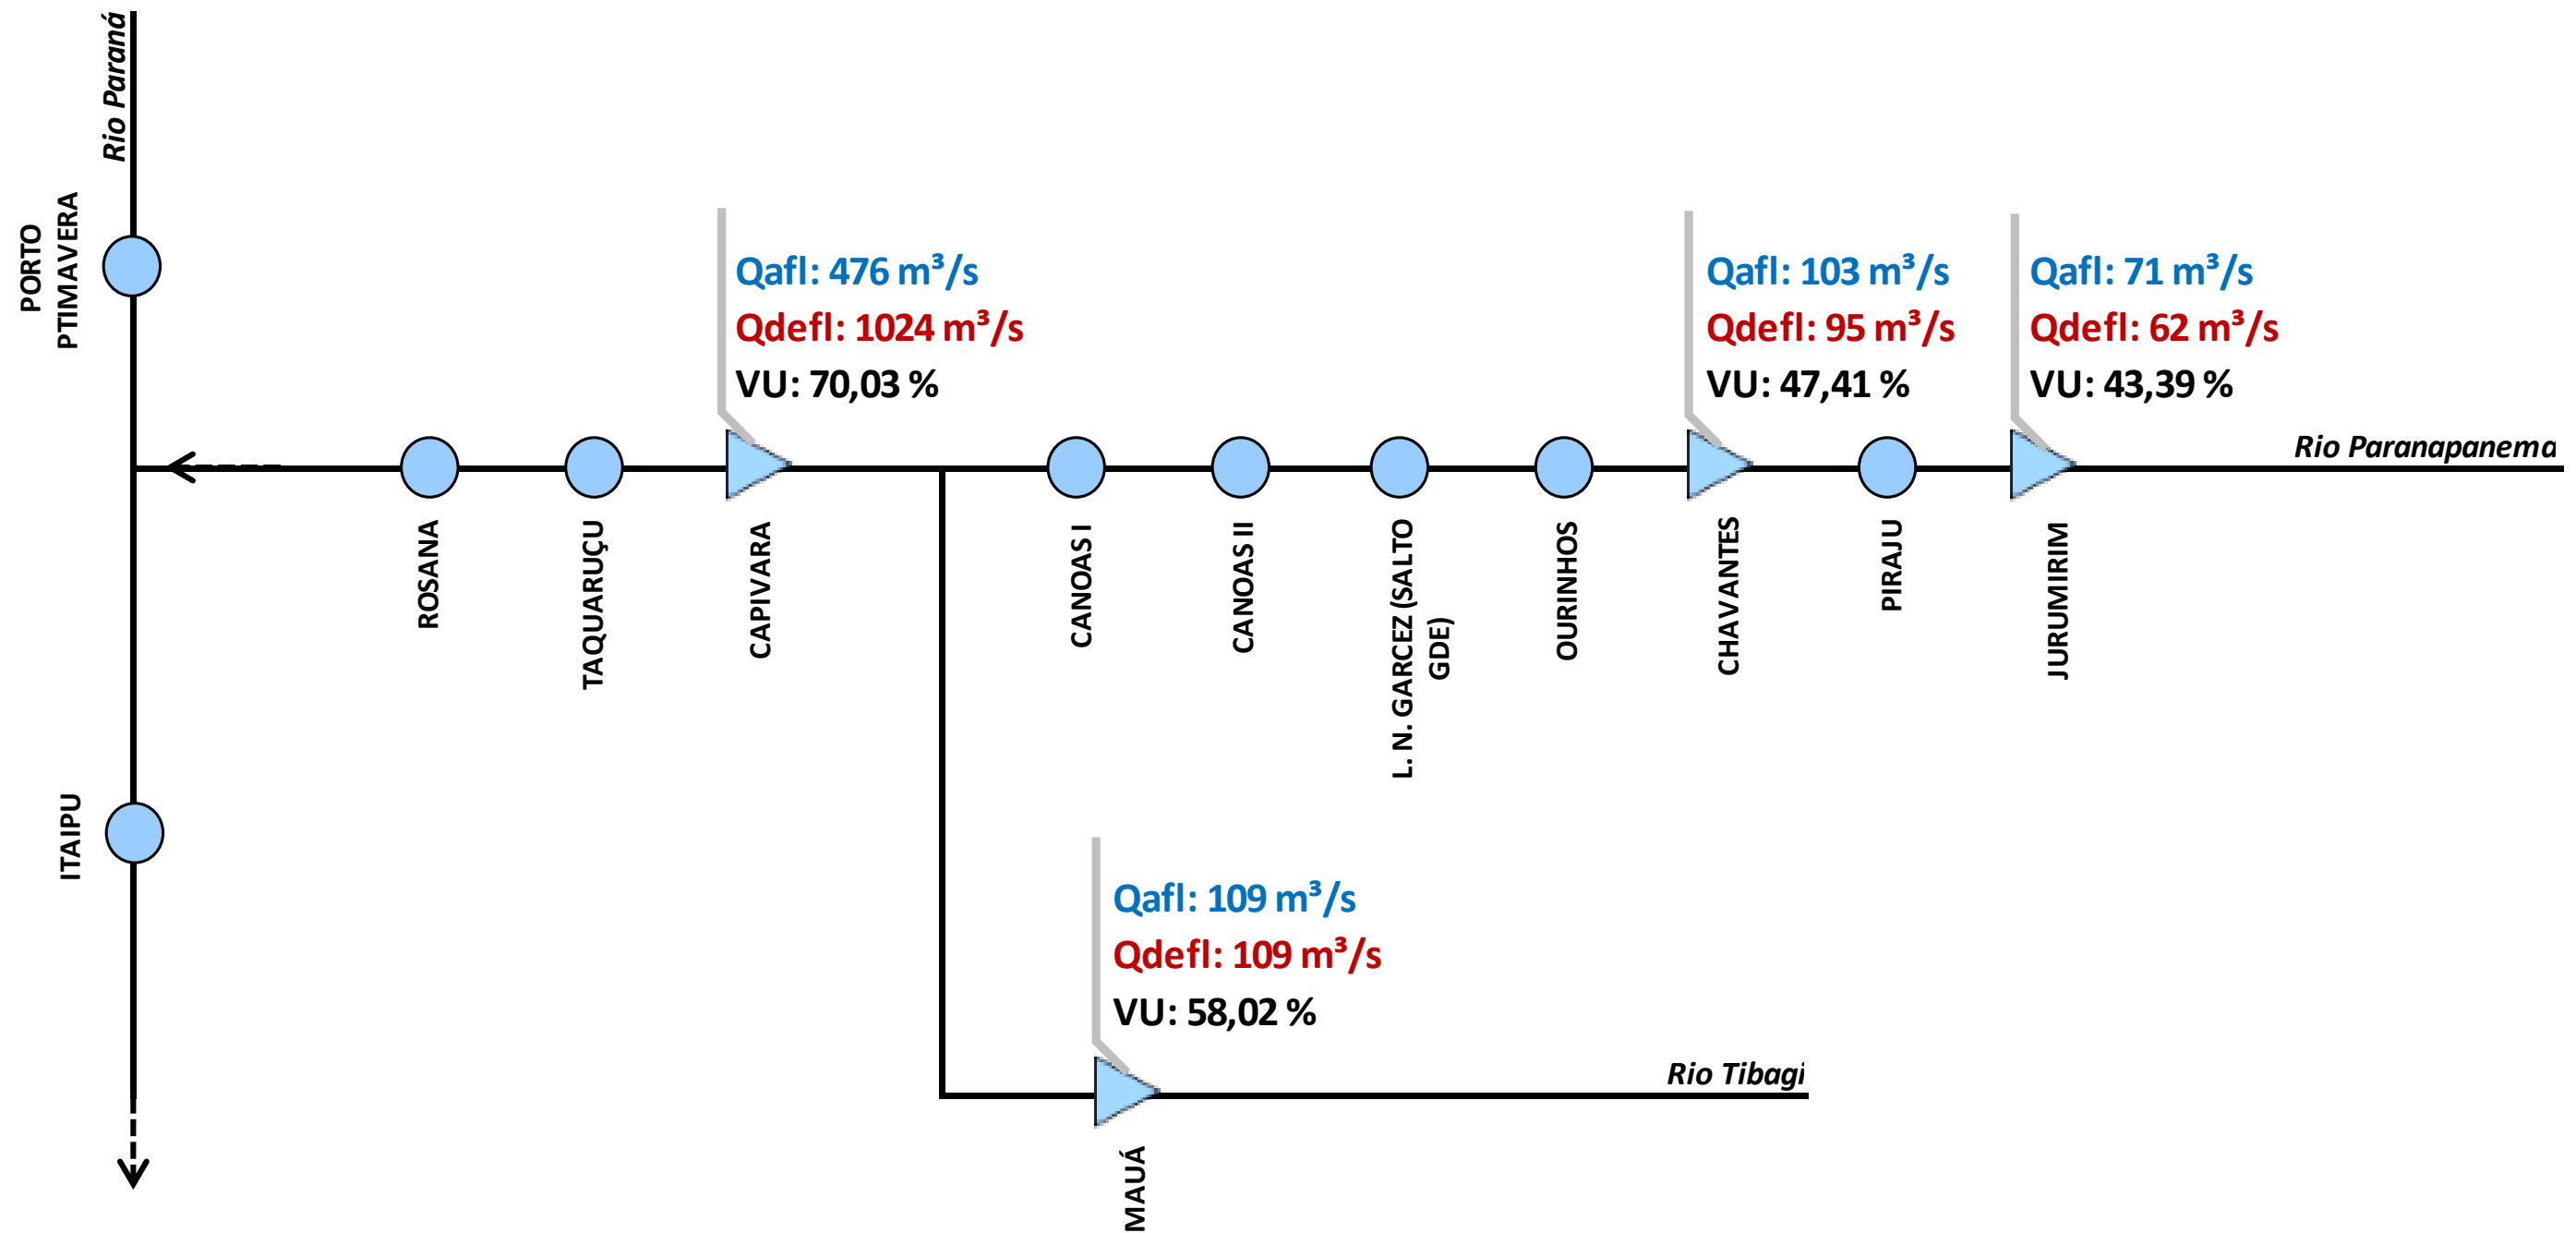 Rio Paraná
PORTO
PTIMAVERA
Qafl: 476 m³/s
Qdefl: 1024 m³/s
VU: 70,03 %
Qafl: 103 m³/s
Qdefl: 95 m³/s
VU: 47,41 %
Qafl: 71 m³/s
Qdefl: 62 m³/s
VU: 43,39 %
Rio Paranapanema
ROSANA
TAQUARUÇU
CAPIVARA
CANOAS I
CANOAS II
L. N. GARCEZ (SALTO
GDE)
OURINHOS
CHAVANTES
PIRAJU
JURUMIRIM
ITAIPU
Qafl: 109 m³/s
Qdefl: 109 m³/s
VU: 58,02 %
Rio Tibagi
MAUÁ